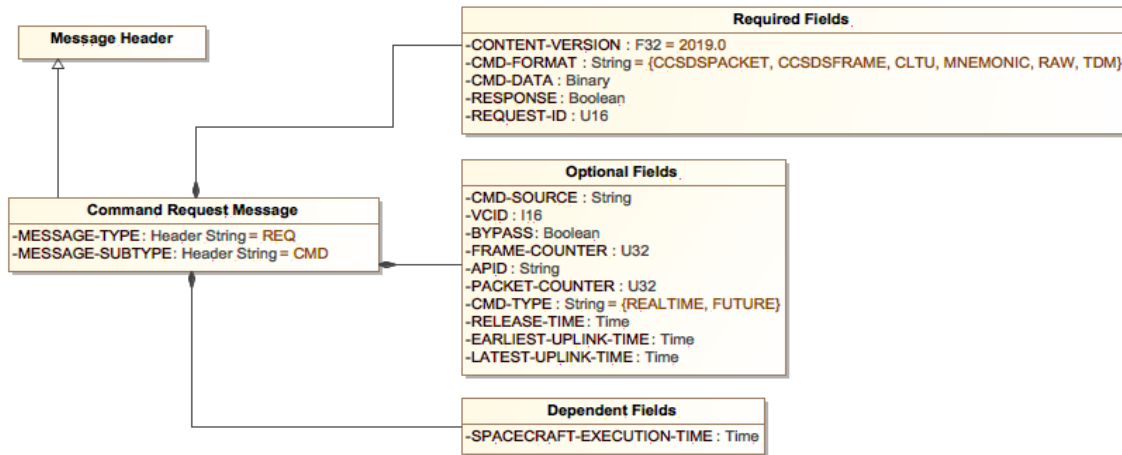 Message Header
Required Fields
-CONTENT-VERSION : F32 = 2019.0
-CMD-FORMAT : String = {CCSDSPACKET, CCSDSFRAME, CLTU, MNEMONIC, RAW, TDM}
-CMD-DATA : Binary
-RESPONSE : Boolean
-REQUEST-ID : U16
Optional Fields
-CMD-SOURCE : String
-VCID : I16
-BYPASS : Boolean
-FRAME-COUNTER : U32
-APID : String
-PACKET-COUNTER : U32
-CMD-TYPE : String = {REALTIME, FUTURE}
-RELEASE-TIME : Time
-EARLIEST-UPLINK-TIME : Time
-LATEST-UPLINK-TIME : Time
Command Request Message
-MESSAGE-TYPE : Header String = REQ
-MESSAGE-SUBTYPE : Header String = CMD
Dependent Fields
-SPACECRAFT-EXECUTION-TIME : Time